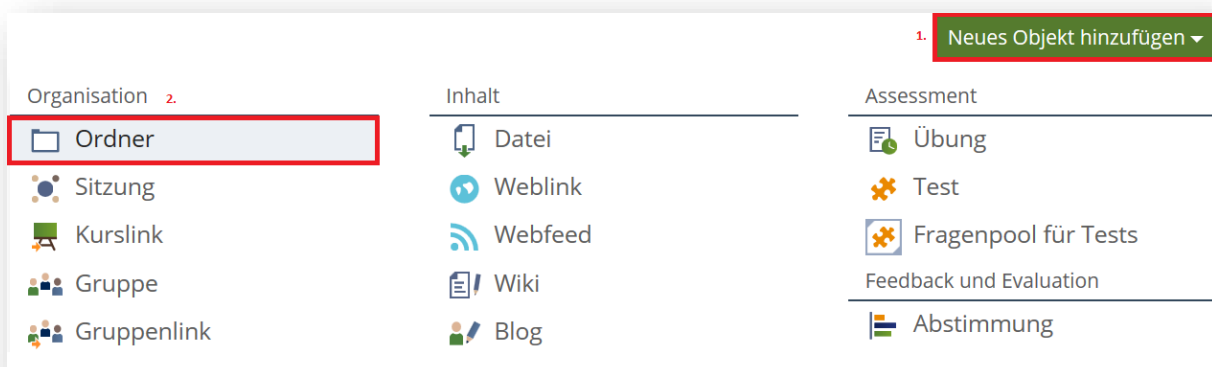 1. Neues Objekt hinzufügen
Organisation 2.
Ordner
Sitzung
Kurslink
Gruppe
Gruppenlink
Inhalt
Datei
Weblink
Webfeed
Wiki
Blog
Assessment
Übung
Test
Fragenpool für Tests
Feedback und Evaluation
Abstimmung